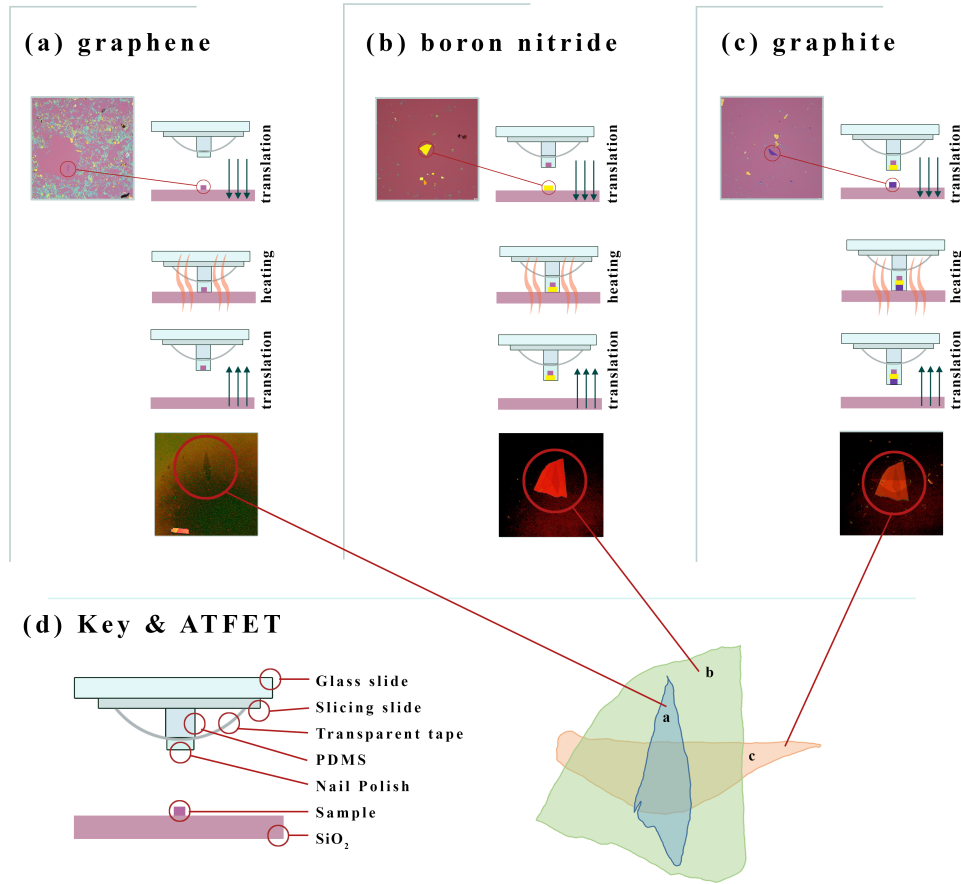 (a) graphene
translation
heating
translation
(b) boron nitride
translation
heating
translation
(c) graphite
translation
heating
translation
(d) Key & ATFET
Glass slide
Slicing slide
Transparent tape
PDMS
Nail Polish
Sample
SiO₂
a
b
c